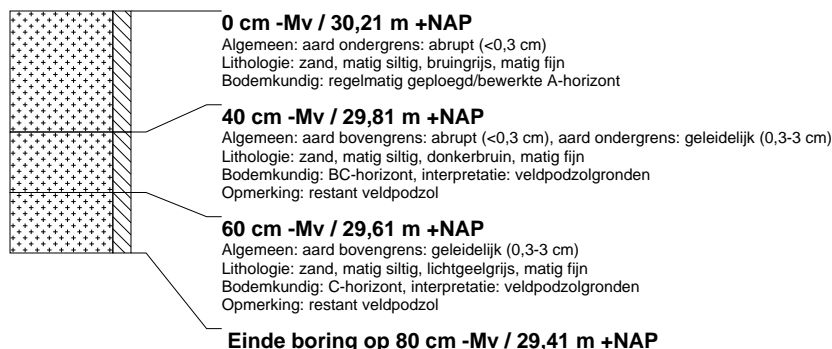 0 cm -Mv / 30,21 m +NAP
Algemeen: aard ondergrens: abrupt (<0,3 cm)
Lithologie: zand, matig siltig, bruingrijs, matig fijn
Bodemkundig: regelmatig geploegd/bewerkte A-horizont
40 cm -Mv / 29,81 m +NAP
Algemeen: aard bovengrens: abrupt (<0,3 cm), aard ondergrens: geleidelijk (0,3-3 cm)
Lithologie: zand, matig siltig, donkerbruin, matig fijn
Bodemkundig: BC-horizont, interpretatie: veldpodzolgronden
Opmerking: restant veldpodzol
60 cm -Mv / 29,61 m +NAP
Algemeen: aard bovengrens: geleidelijk (0,3-3 cm)
Lithologie: zand, matig siltig, lichtgeelgrijs, matig fijn
Bodemkundig: C-horizont, interpretatie: veldpodzolgronden
Opmerking: restant veldpodzol
Einde boring op 80 cm -Mv / 29,41 m +NAP